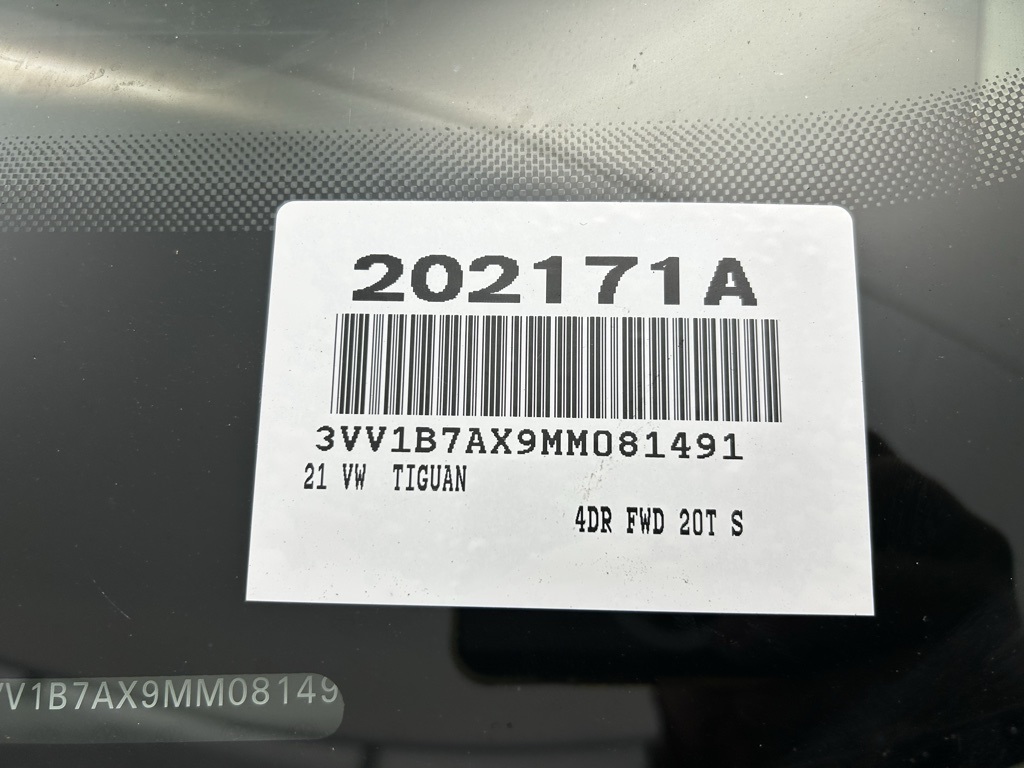 202171A
3VV1B7AX9MM081491
21 VW TIGUAN
4DR FWD 20T S
V1B7AX9MM08149